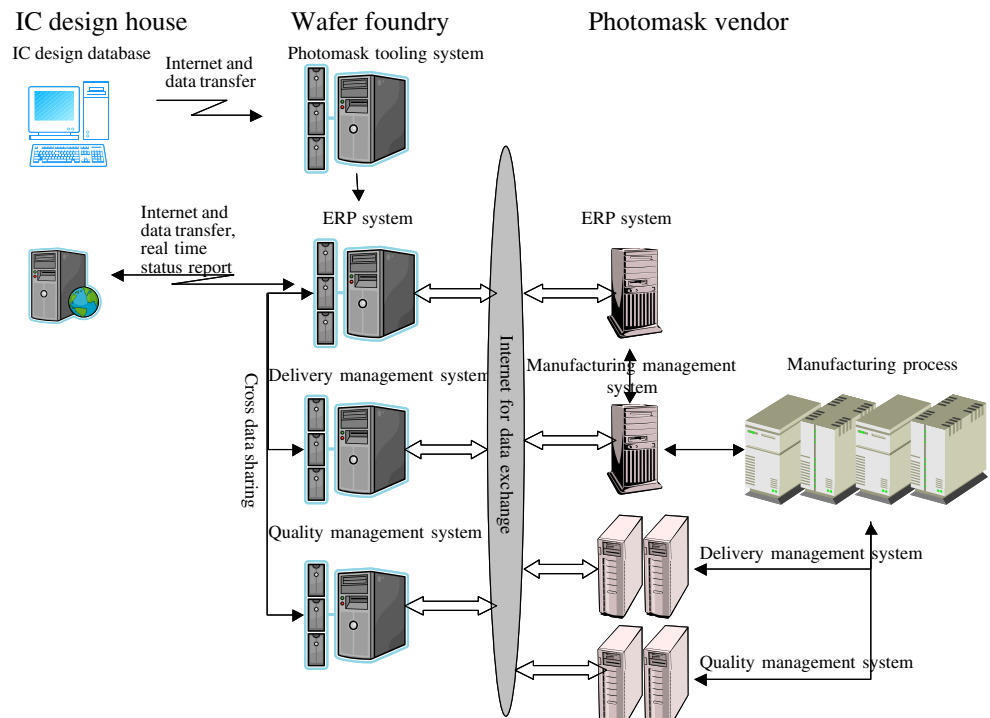 IC design house
Wafer foundry
Photomask vendor
IC design database
Photomask tooling system
Internet and
data transfer
Internet and
data transfer,
real time
status report
ERP system
ERP system
Cross data sharing
Internet for data exchange
Delivery management system
Manufacturing management
system
Manufacturing process
Quality management system
Delivery management system
Quality management system